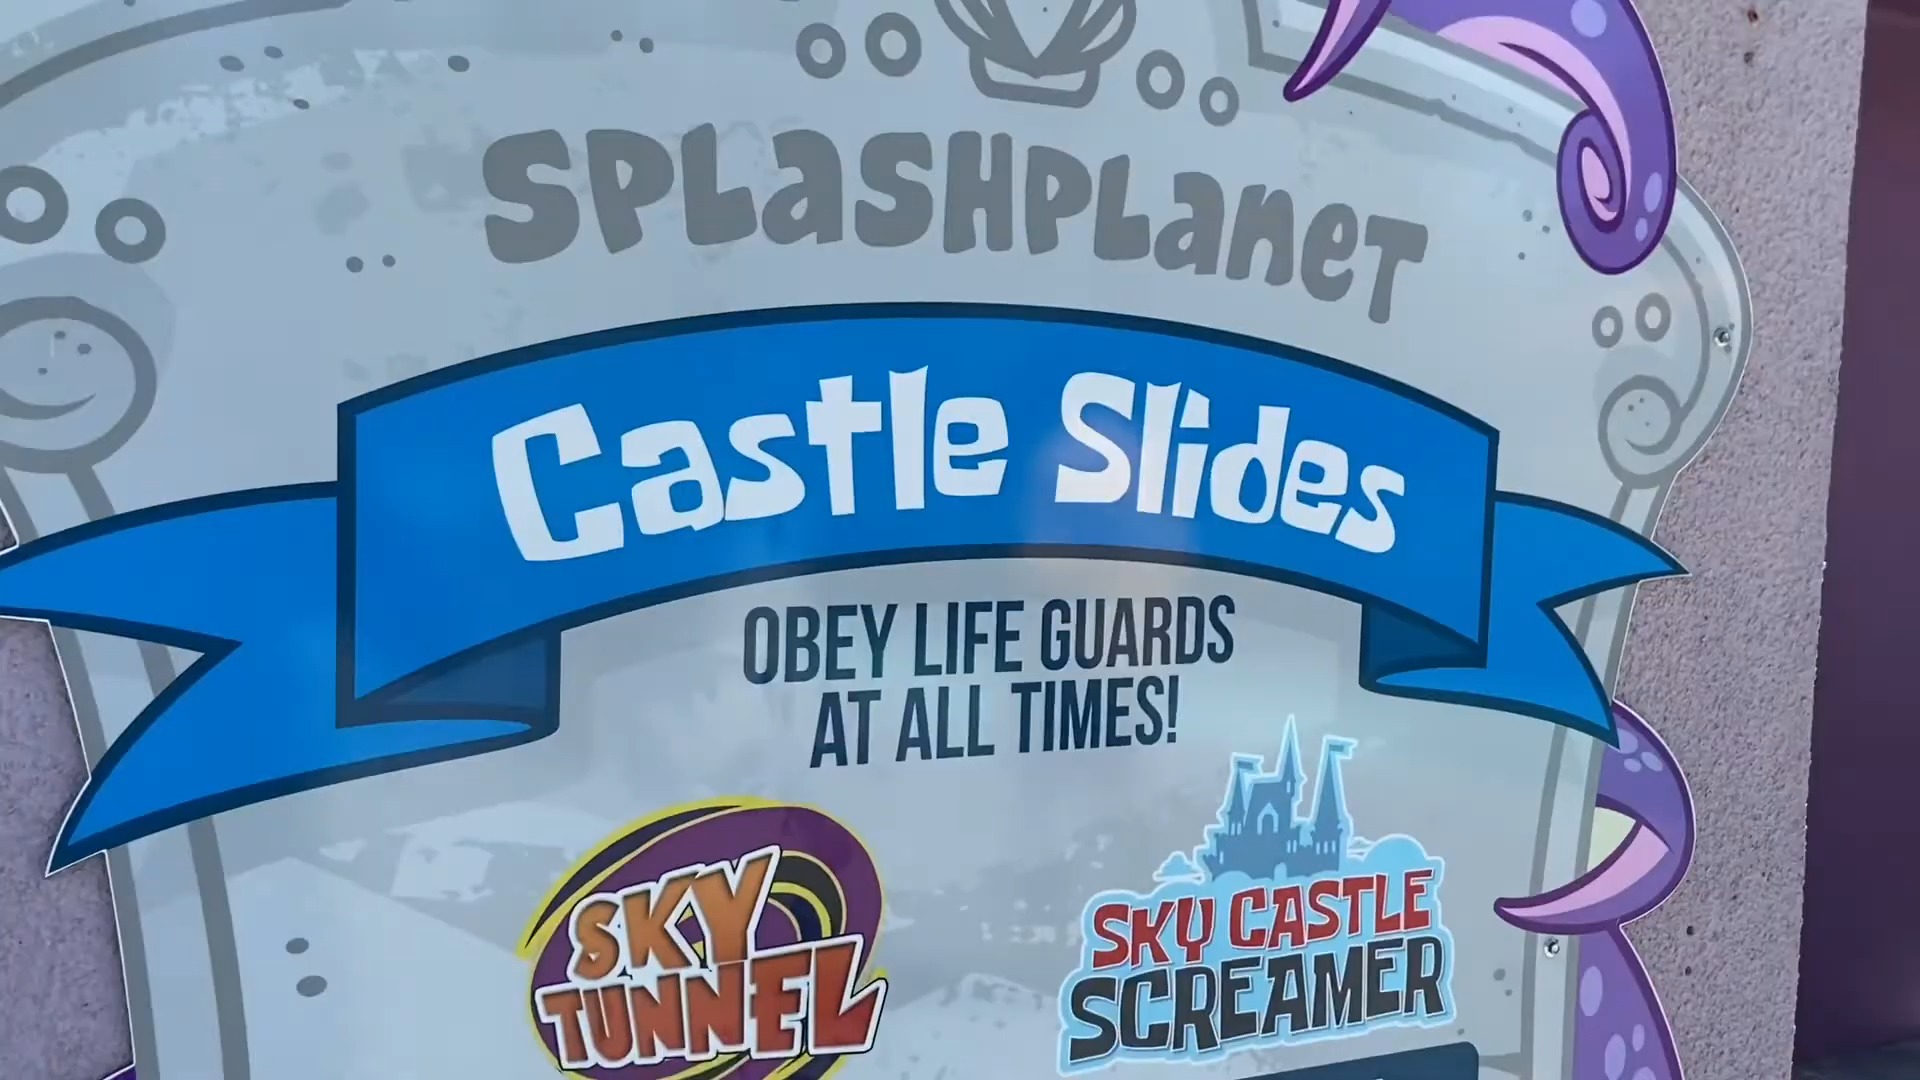 SPLASHPLANET
Castle Slides
OBEY LIFE GUARDS
AT ALL TIMES!
SKY
TUNNEL
SKY CASTLE
SCREAMER